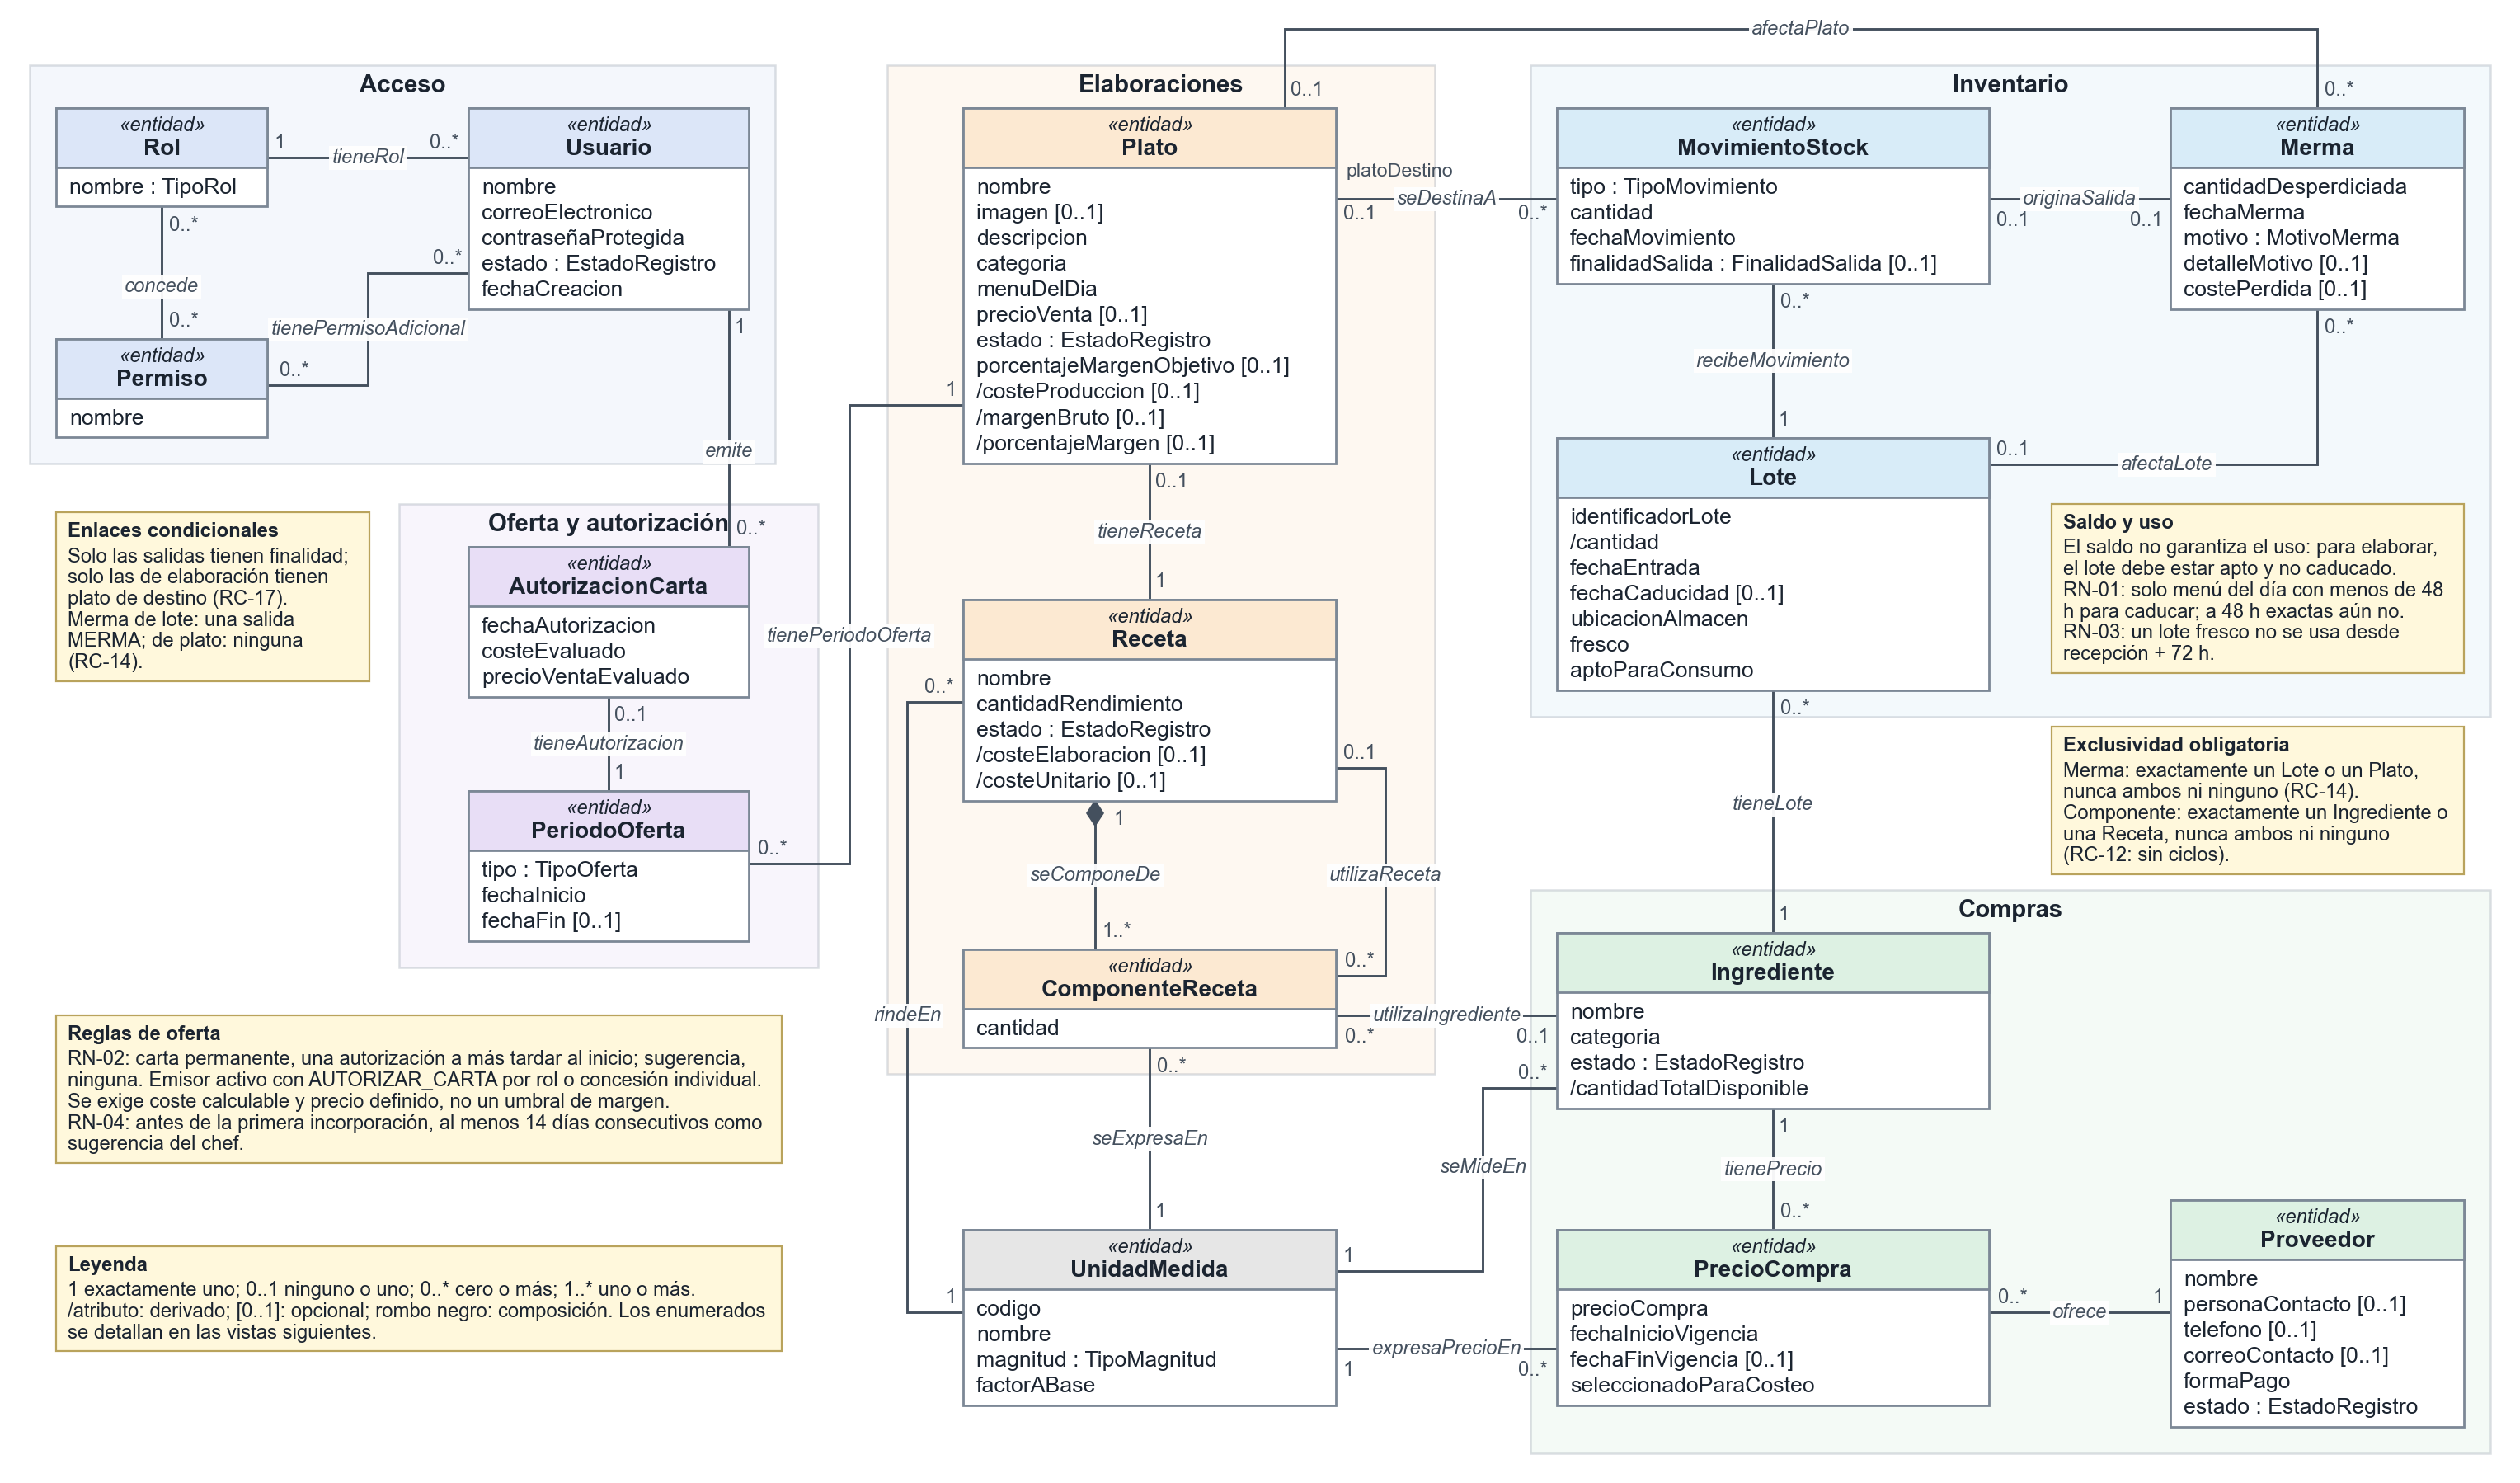 afectaPlato
0..1
0..*
Acceso
«entidad»
Rol
nombre : TipoRol
1
tieneRol
0..*
«entidad»
Usuario
nombre
correoElectronico
contraseñaProtegida
estado : EstadoRegistro
fechaCreacion
0..*
concede
0..*
0..*
tienePermisoAdicional
0..*
«entidad»
Permiso
nombre
1
emite
0..*
Elaboraciones
«entidad»
Plato
nombre
imagen [0..1]
descripcion
categoria
menuDelDia
precioVenta [0..1]
estado : EstadoRegistro
porcentajeMargenObjetivo [0..1]
/costeProduccion [0..1]
/margenBruto [0..1]
/porcentajeMargen [0..1]
platoDestino
0..1
seDestinaA
0..*
Inventario
«entidad»
MovimientoStock
tipo : TipoMovimiento
cantidad
fechaMovimiento
finalidadSalida : FinalidadSalida [0..1]
0..1
originaSalida
0..1
«entidad»
Merma
cantidadDesperdiciada
fechaMerma
motivo : MotivoMerma
detalleMotivo [0..1]
costePerdida [0..1]
0..*
recibeMovimiento
1
0..*
afectaLote
0..1
«entidad»
Lote
identificadorLote
/cantidad
fechaEntrada
fechaCaducidad [0..1]
ubicacionAlmacen
fresco
aptoParaConsumo
Saldo y uso
El saldo no garantiza el uso: para elaborar,
el lote debe estar apto y no caducado.
RN-01: solo menú del día con menos de 48
h para caducar; a 48 h exactas aún no.
RN-03: un lote fresco no se usa desde
recepción + 72 h.
Enlaces condicionales
Solo las salidas tienen finalidad;
solo las de elaboración tienen
plato de destino (RC-17).
Merma de lote: una salida
MERMA; de plato: ninguna
(RC-14).
Oferta y autorización
«entidad»
AutorizacionCarta
fechaAutorizacion
costeEvaluado
precioVentaEvaluado
0..1
tieneAutorizacion
1
«entidad»
PeriodoOferta
tipo : TipoOferta
fechaInicio
fechaFin [0..1]
1
tienePeriodoOferta
0..*
0..1
tieneReceta
1
«entidad»
Receta
nombre
cantidadRendimiento
estado : EstadoRegistro
/costeElaboracion [0..1]
/costeUnitario [0..1]
0..*
rindeEn
1
1
seComponeDe
1..*
0..1
utilizaReceta
0..*
«entidad»
ComponenteReceta
cantidad
0..*
utilizaIngrediente
0..1
0..*
seExpresaEn
1
0..*
tieneLote
1
Exclusividad obligatoria
Merma: exactamente un Lote o un Plato,
nunca ambos ni ninguno (RC-14).
Componente: exactamente un Ingrediente o
una Receta, nunca ambos ni ninguno
(RC-12: sin ciclos).
Compras
«entidad»
Ingrediente
nombre
categoria
estado : EstadoRegistro
/cantidadTotalDisponible
0..*
seMideEn
1
1
tienePrecio
0..*
Reglas de oferta
RN-02: carta permanente, una autorización a más tardar al inicio; sugerencia,
ninguna. Emisor activo con AUTORIZAR_CARTA por rol o concesión individual.
Se exige coste calculable y precio definido, no un umbral de margen.
RN-04: antes de la primera incorporación, al menos 14 días consecutivos como
sugerencia del chef.
Leyenda
1 exactamente uno; 0..1 ninguno o uno; 0..* cero o más; 1..* uno o más.
/atributo: derivado; [0..1]: opcional; rombo negro: composición. Los enumerados
se detallan en las vistas siguientes.
«entidad»
UnidadMedida
codigo
nombre
magnitud : TipoMagnitud
factorABase
1
expresaPrecioEn
0..*
«entidad»
PrecioCompra
precioCompra
fechaInicioVigencia
fechaFinVigencia [0..1]
seleccionadoParaCosteo
0..*
ofrece
1
«entidad»
Proveedor
nombre
personaContacto [0..1]
telefono [0..1]
correoContacto [0..1]
formaPago
estado : EstadoRegistro